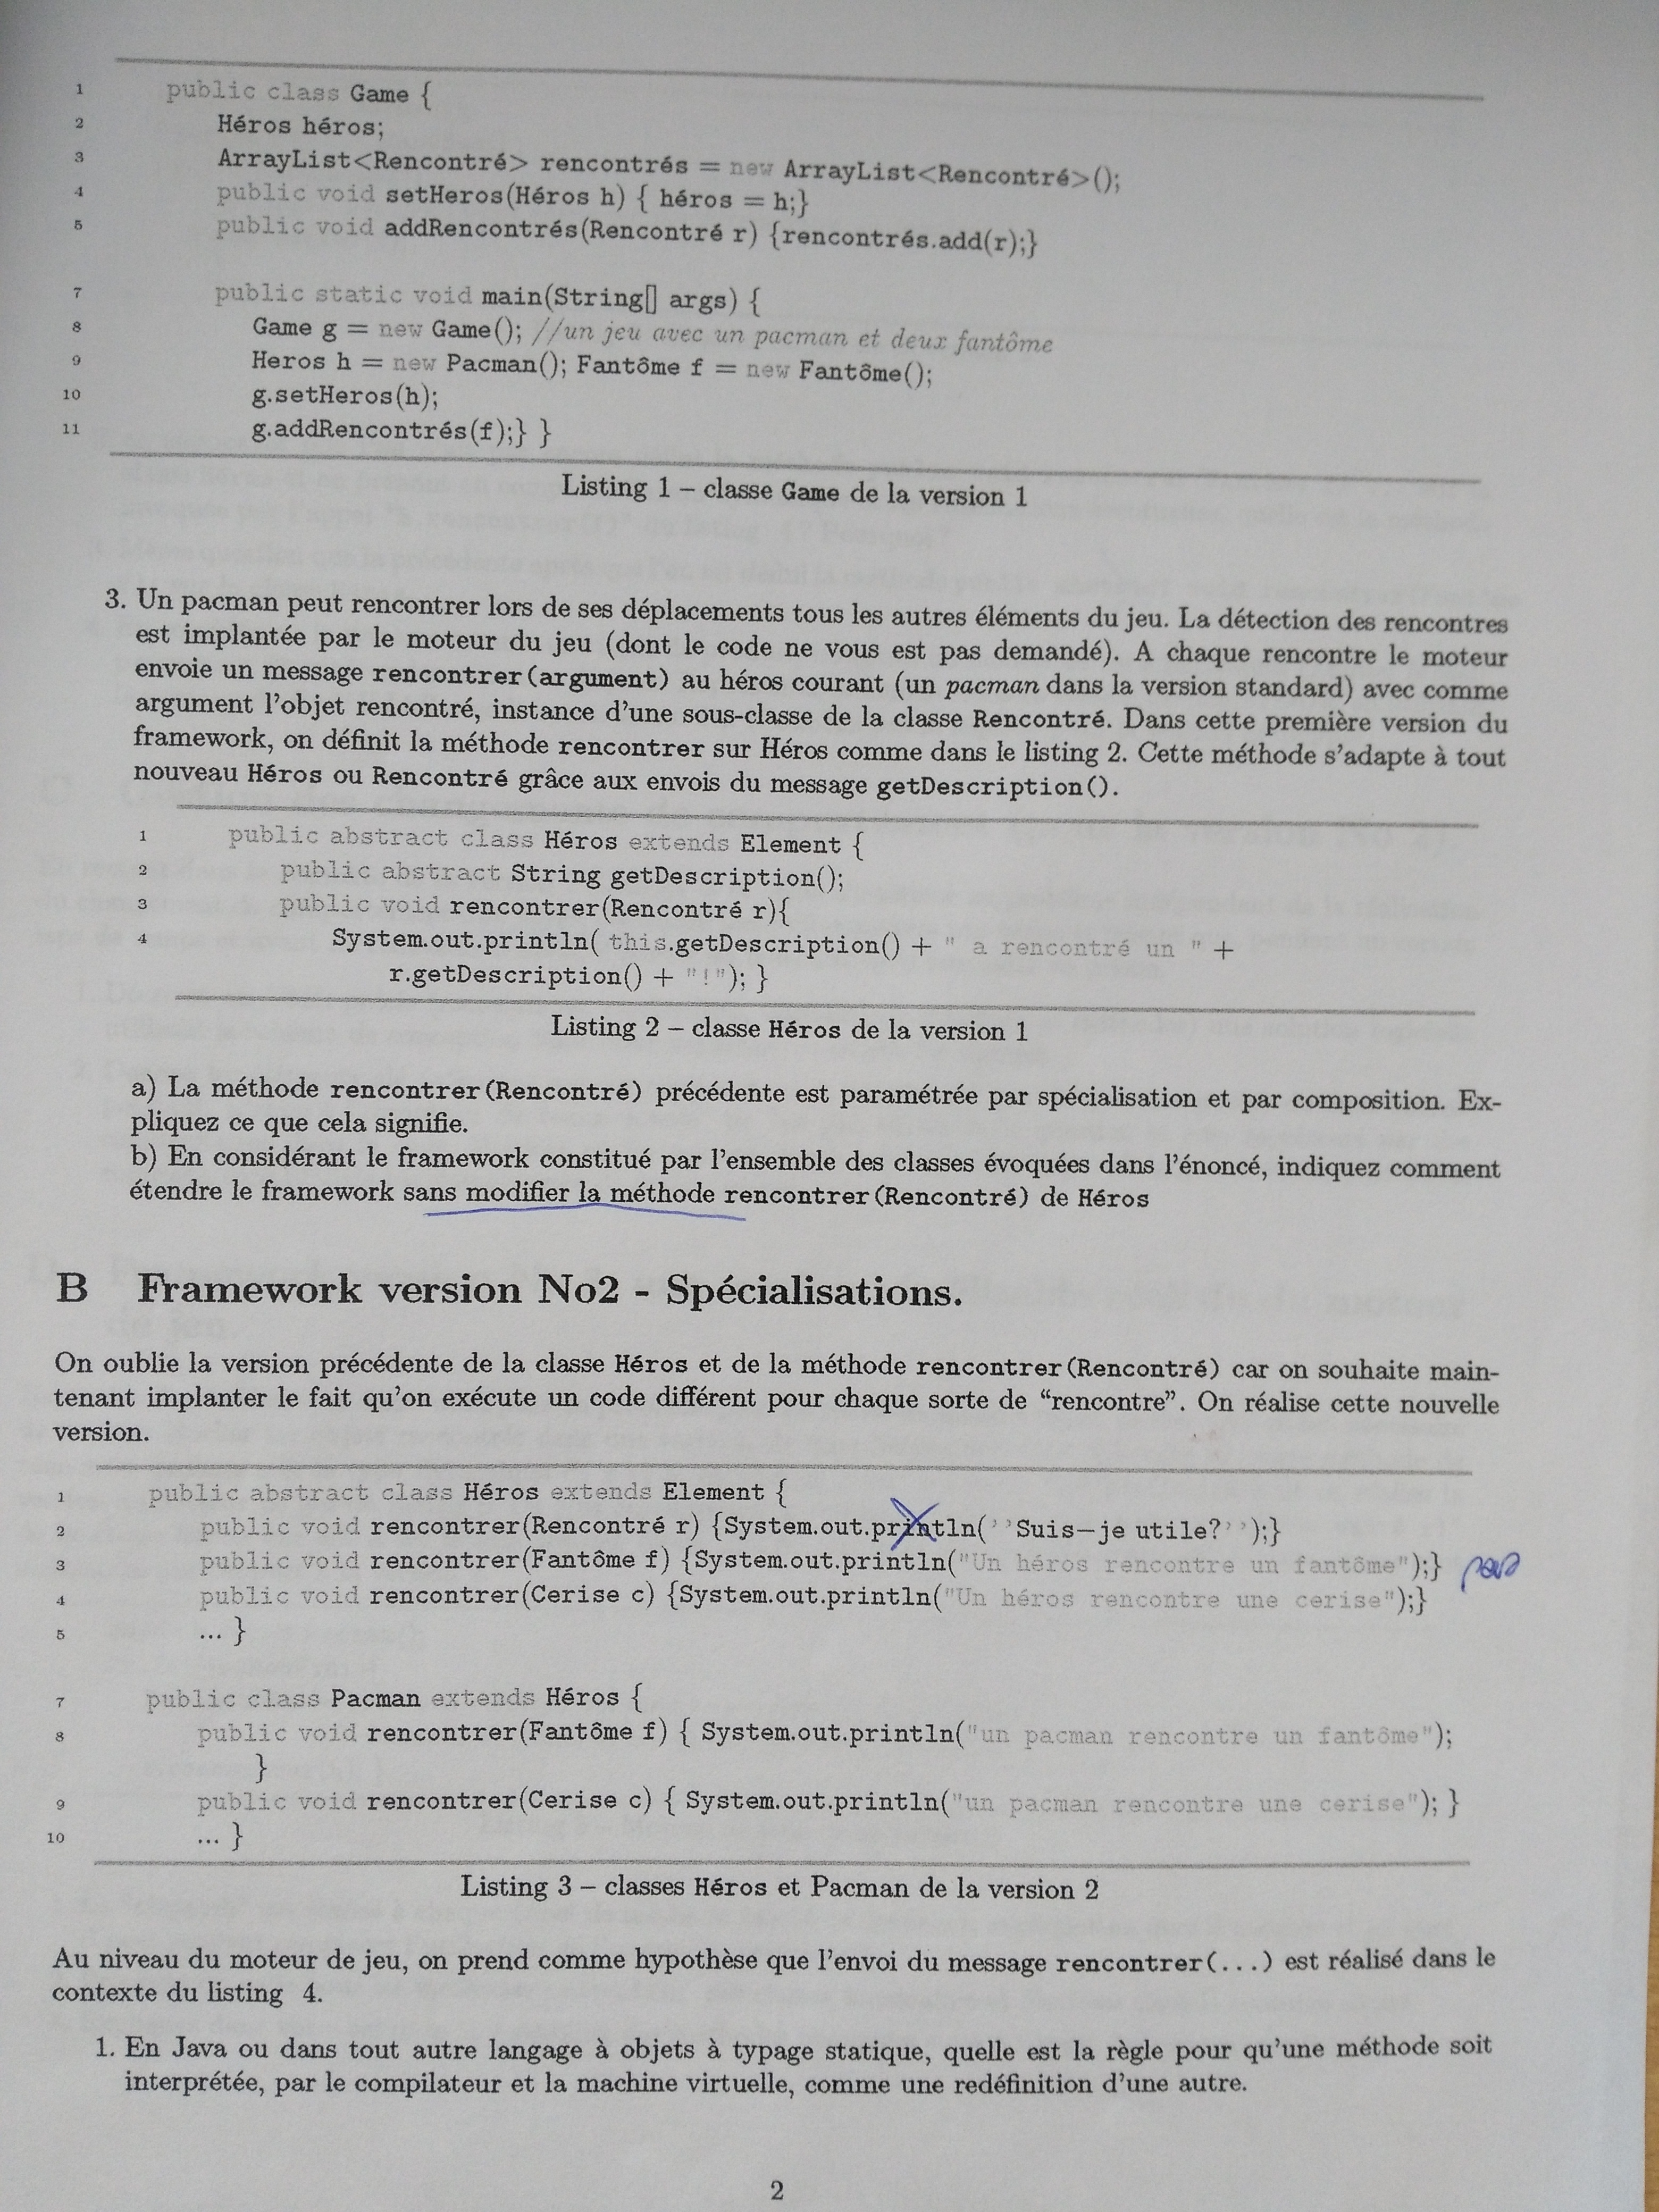 1 public class Game {
2 Héros héros;
3 ArrayList<Rencontré> rencontrés = new ArrayList<Rencontré>();
4 public void setHeros(Héros h) { héros = h;}
5 public void addRencontrés(Rencontré r) {rencontrés.add(r);}
7 public static void main(String[] args) {
8 Game g = new Game(); //un jeu avec un pacman et deux fantôme
9 Heros h = new Pacman(); Fantôme f = new Fantôme();
10 g.setHeros(h);
11 g.addRencontrés(f);} }
Listing 1 – classe Game de la version 1
3. Un pacman peut rencontrer lors de ses déplacements tous les autres éléments du jeu. La détection des rencontres
est implantée par le moteur du jeu (dont le code ne vous est pas demandé). A chaque rencontre le moteur
envoie un message rencontrer(argument) au héros courant (un pacman dans la version standard) avec comme
argument l'objet rencontré, instance d'une sous-classe de la classe Rencontré. Dans cette première version du
framework, on définit la méthode rencontrer sur Héros comme dans le listing 2. Cette méthode s'adapte à tout
nouveau Héros ou Rencontré grâce aux envois du message getDescription().
1 public abstract class Héros extends Element {
2 public abstract String getDescription();
3 public void rencontrer(Rencontré r){
4 System.out.println( this.getDescription() + " a rencontré un " +
r.getDescription() + "!"); }
Listing 2 – classe Héros de la version 1
a) La méthode rencontrer(Rencontré) précédente est paramétrée par spécialisation et par composition. Ex-
pliquez ce que cela signifie.
b) En considérant le framework constitué par l'ensemble des classes évoquées dans l'énoncé, indiquez comment
étendre le framework sans modifier la méthode rencontrer(Rencontré) de Héros
B Framework version No2 - Spécialisations.
On oublie la version précédente de la classe Héros et de la méthode rencontrer(Rencontré) car on souhaite main-
tenant implanter le fait qu'on exécute un code différent pour chaque sorte de “rencontre”. On réalise cette nouvelle
version.
1 public abstract class Héros extends Element {
2 public void rencontrer(Rencontré r) {System.out.println(''Suis-je utile?'');}
3 public void rencontrer(Fantôme f) {System.out.println("Un héros rencontre un fantôme");}
4 public void rencontrer(Cerise c) {System.out.println("Un héros rencontre une cerise");}
5 ... }
7 public class Pacman extends Héros {
8 public void rencontrer(Fantôme f) { System.out.println("un pacman rencontre un fantôme");
}
9 public void rencontrer(Cerise c) { System.out.println("un pacman rencontre une cerise"); }
10 ... }
Listing 3 – classes Héros et Pacman de la version 2
Au niveau du moteur de jeu, on prend comme hypothèse que l'envoi du message rencontrer(...) est réalisé dans le
contexte du listing 4.
1. En Java ou dans tout autre langage à objets à typage statique, quelle est la règle pour qu'une méthode soit
interprétée, par le compilateur et la machine virtuelle, comme une redéfinition d'une autre.
2